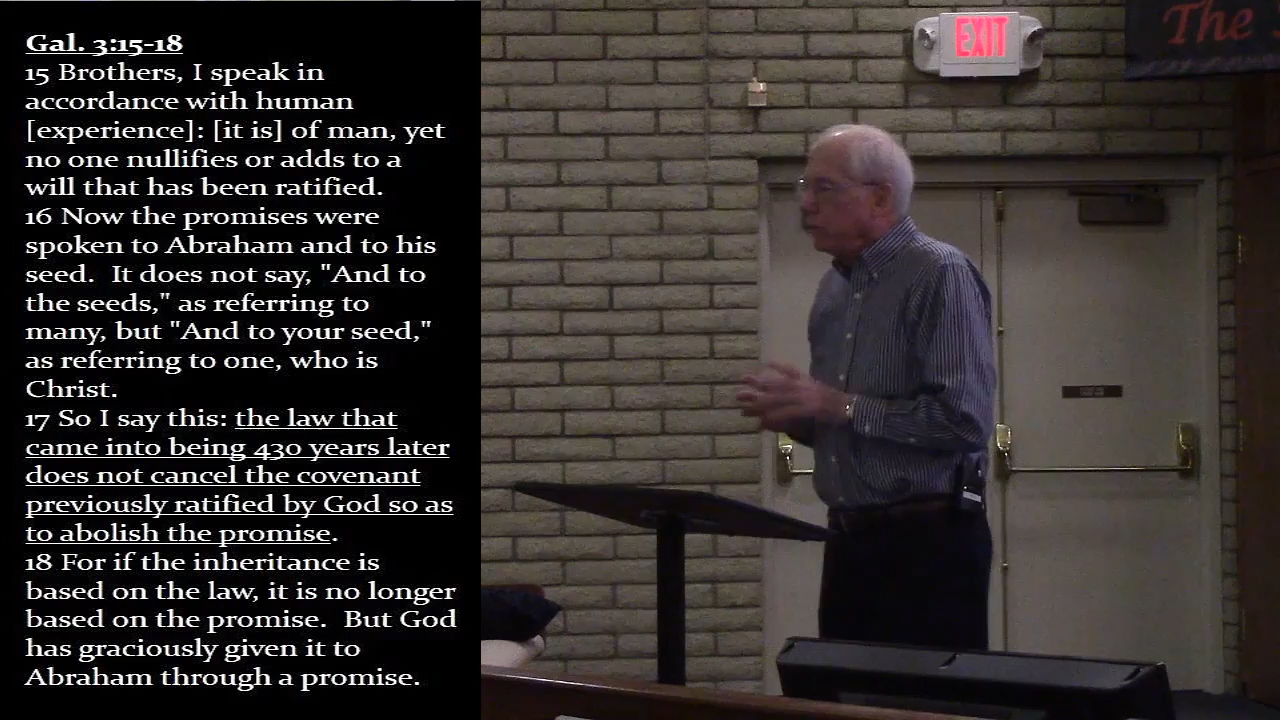 Gal. 3:15-18
15 Brothers, I speak in
accordance with human
[experience]: [it is] of man, yet
no one nullifies or adds to a
will that has been ratified.
16 Now the promises were
spoken to Abraham and to his
seed.  It does not say, "And to
the seeds," as referring to
many, but "And to your seed,"
as referring to one, who is
Christ.
17 So I say this: the law that
came into being 430 years later
does not cancel the covenant
previously ratified by God so as
to abolish the promise.
18 For if the inheritance is
based on the law, it is no longer
based on the promise.  But God
has graciously given it to
Abraham through a promise.
EXIT
The